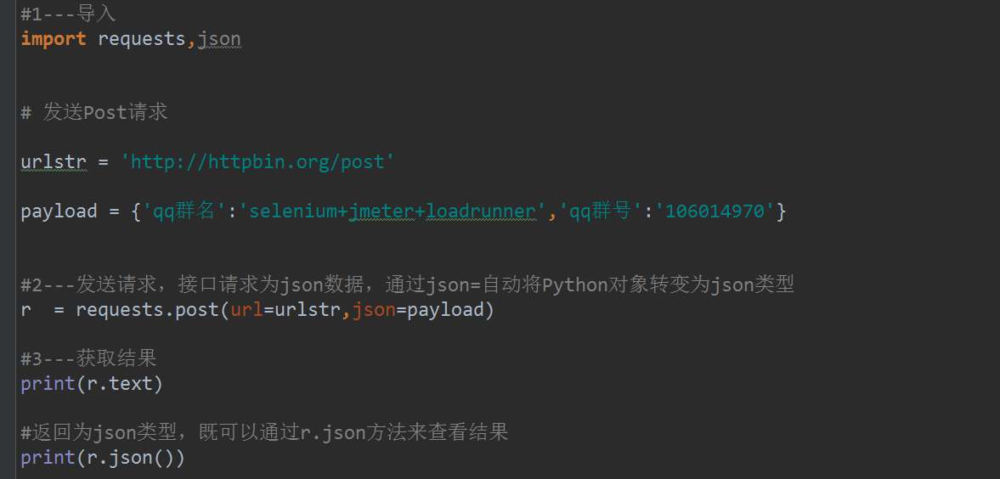 #1---导入
import requests,json
# 发送Post请求
urlstr = 'http://httpbin.org/post'
payload = {'qq群名':'selenium+jmeter+loadrunner','qq群号':'106014970'}
#2---发送请求，接口请求为json数据，通过json=自动将Python对象转变为json类型
r  = requests.post(url=urlstr,json=payload)
#3---获取结果
print(r.text)
#返回为json类型，既可以通过r.json方法来查看结果
print(r.json())